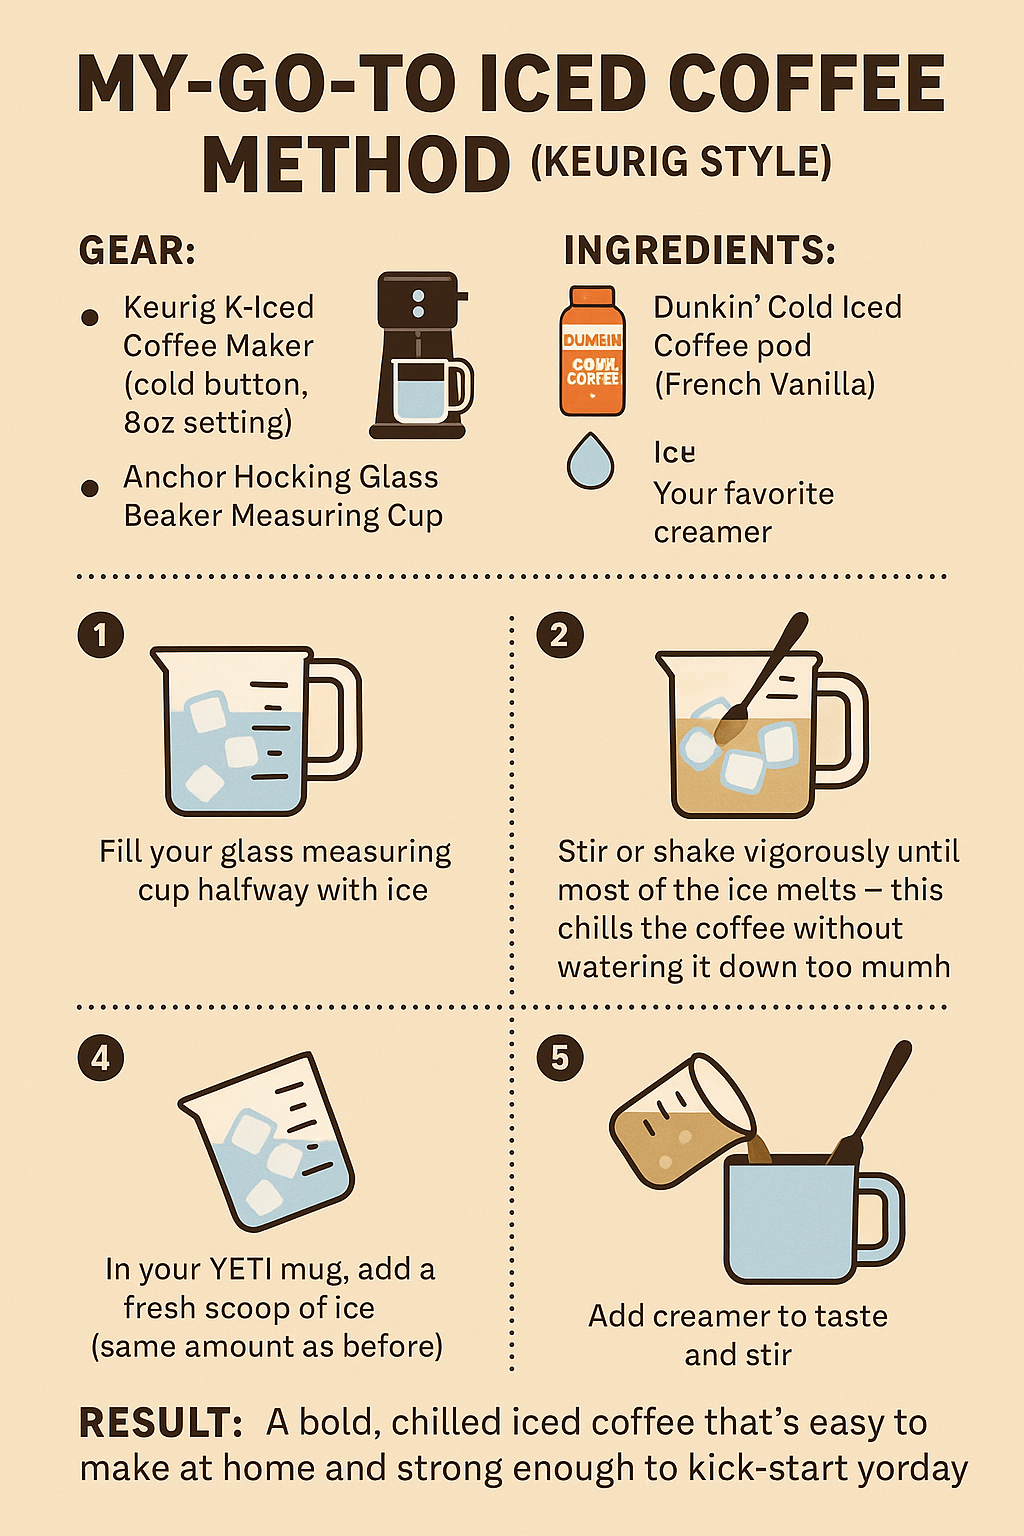 MY-GO-TO ICED COFFEE
METHOD (KEURIG STYLE)
GEAR:
• Keurig K-Iced
Coffee Maker
(cold button,
8oz setting)
• Anchor Hocking Glass
Beaker Measuring Cup
INGREDIENTS:
DUMEIN
COFFEE
Dunkin’ Cold Iced
Coffee pod
(French Vanilla)
Your favorite
creamer
1
Fill your glass measuring
cup halfway with ice
2
Stir or shake vigorously until
most of the ice melts – this
chills the coffee without
watering it down too mumh
4
In your YETI mug, add a
fresh scoop of ice
(same amount as before)
5
Add creamer to taste
and stir
RESULT: A bold, chilled iced coffee that’s easy to
make at home and strong enough to kick-start yorday